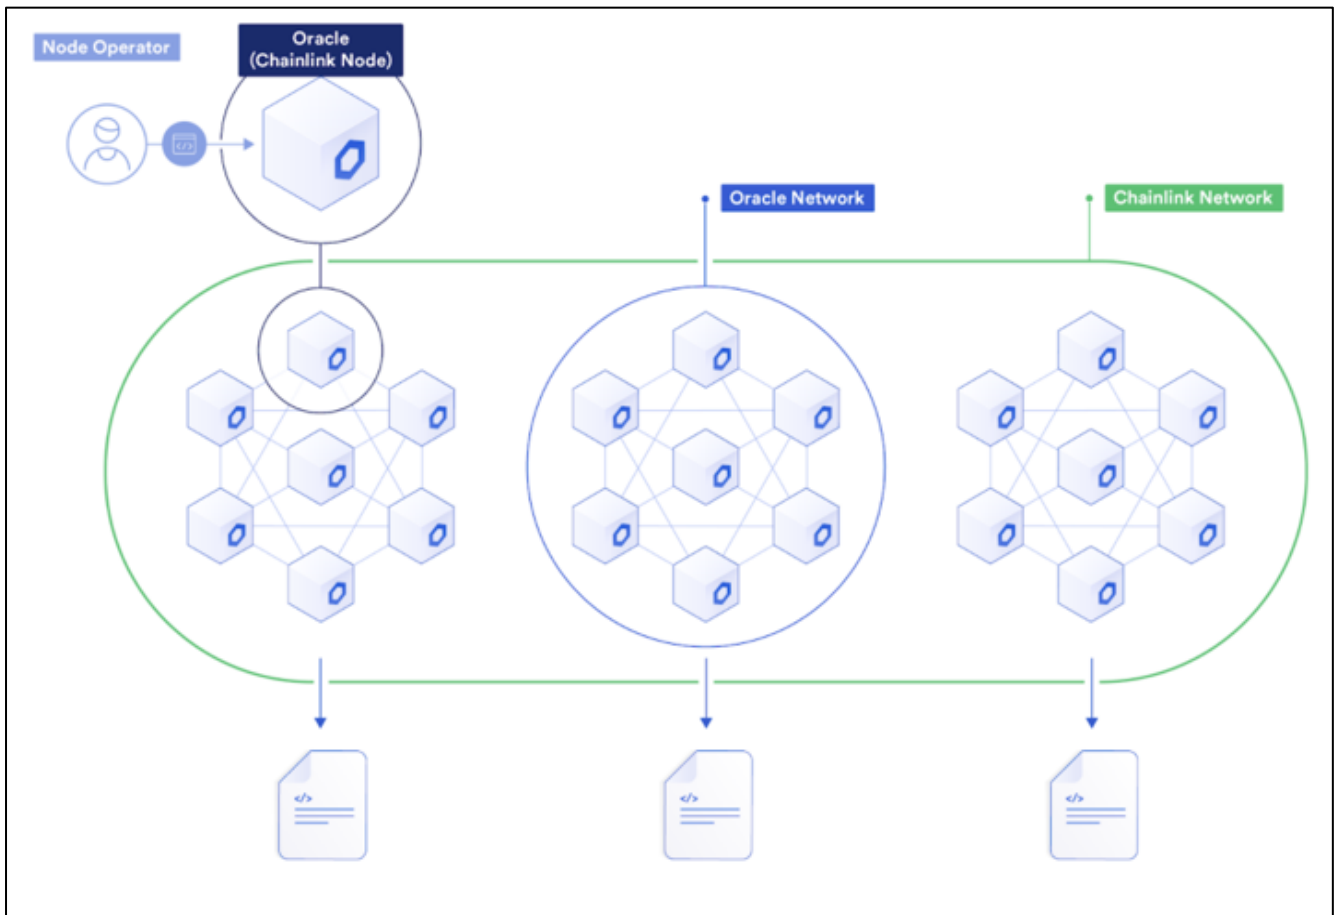 Node Operator
Oracle
(Chainlink Node)
</>
Oracle Network
Chainlink Network
</>
</>
</>